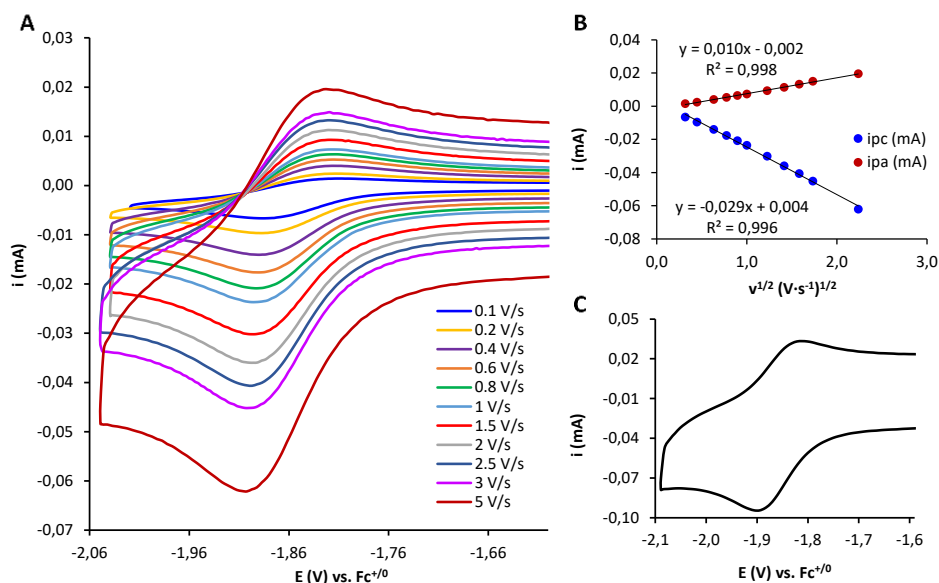 A
i (mA)
0,03
0,02
0,01
0,00
-0,01
-0,02
-0,03
-0,04
-0,05
-0,06
-0,07
-2,06
-1,96
-1,86
-1,76
-1,66
E (V) vs. Fc+/0
0.1 V/s
0.2 V/s
0.4 V/s
0.6 V/s
0.8 V/s
1 V/s
1.5 V/s
2 V/s
2.5 V/s
3 V/s
5 V/s
B
i (mA)
0,04
0,02
0,00
-0,02
-0,04
-0,06
-0,08
y = 0,010x - 0,002
R² = 0,998
ipc (mA)
ipa (mA)
y = -0,029x + 0,004
R² = 0,996
0,0
1,0
2,0
3,0
v1/2 (V·s-1)1/2
C
i (mA)
0,05
0,02
-0,01
-0,04
-0,07
-0,10
-2,1
-2,0
-1,9
-1,8
-1,7
-1,6
E (V) vs. Fc+/0